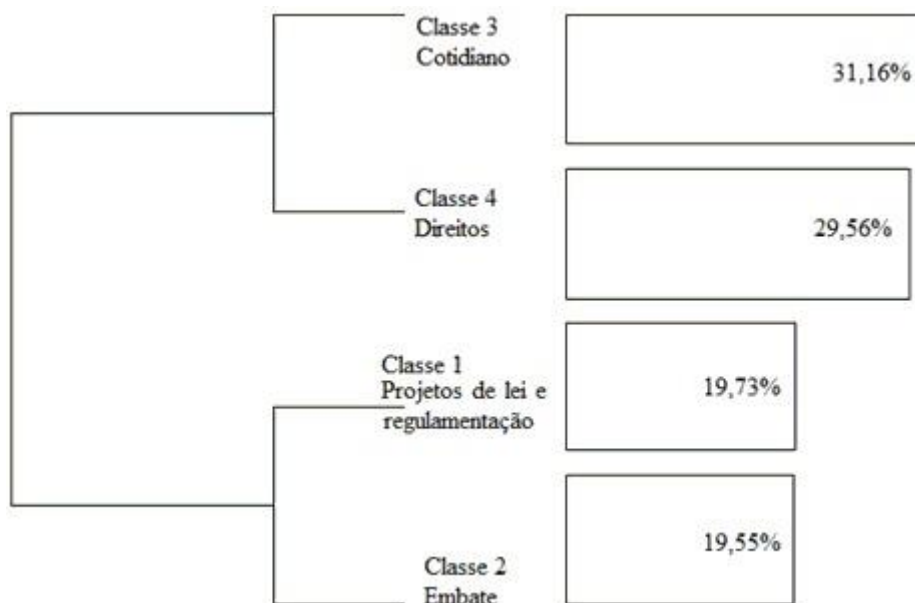 Classe 3
Cotidiano
31,16%
Classe 4
Direitos
29,56%
Classe 1
Projetos de lei e
regulamentação
19,73%
Classe 2
Embate
19,55%